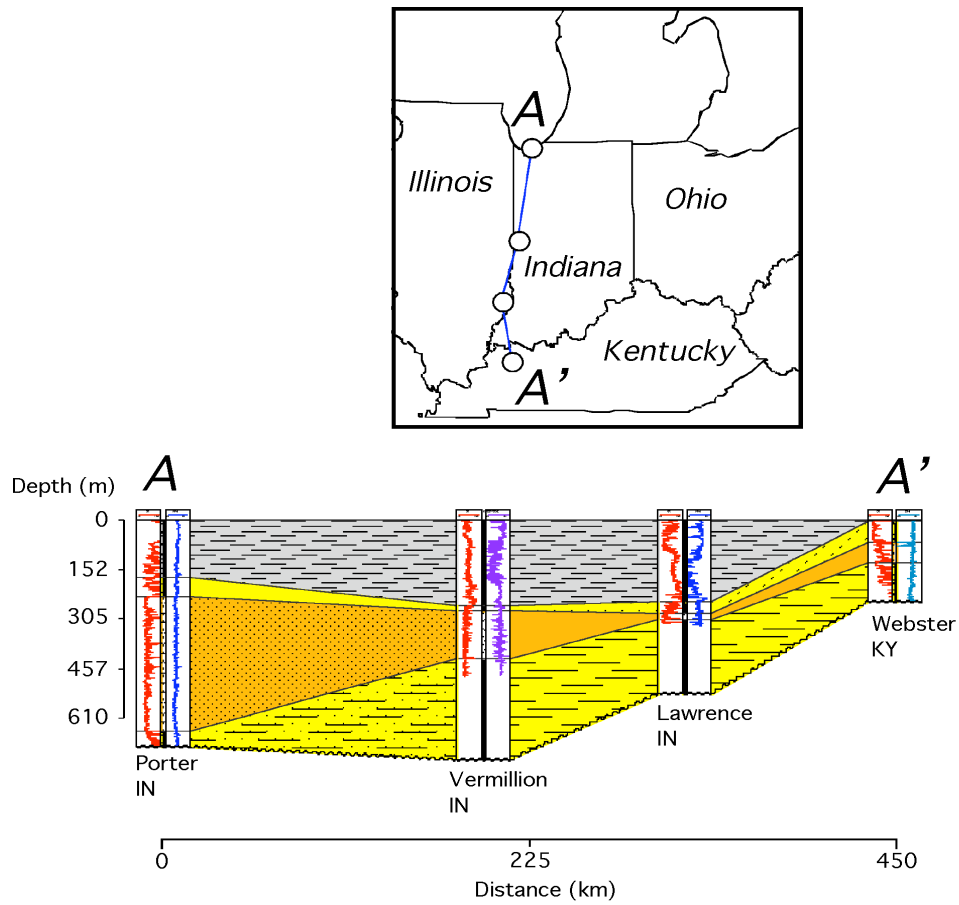 A
Illinois
Ohio
Indiana
Kentucky
A’
A
A’
Depth (m)
0
152
305
457
610
Porter
IN
Vermillion
IN
Lawrence
IN
Webster
KY
0
225
450
Distance (km)